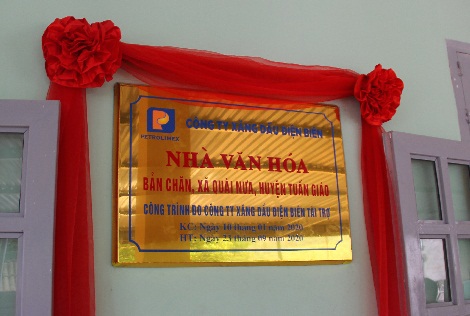 PETROLIMEX
CÔNG TY XĂNG DẦU ĐIỆN BIÊN
NHÀ VĂN HÓA
BẢN CHĂN, XÃ QUÀI NƯA, HUYỆN TUẦN GIÁO
CÔNG TRÌNH DO CÔNG TY XĂNG DẦU ĐIỆN BIÊN TÀI TRỢ
KC: Ngày 10 tháng 01 năm 2020
HT: Ngày 23 tháng 09 năm 2020